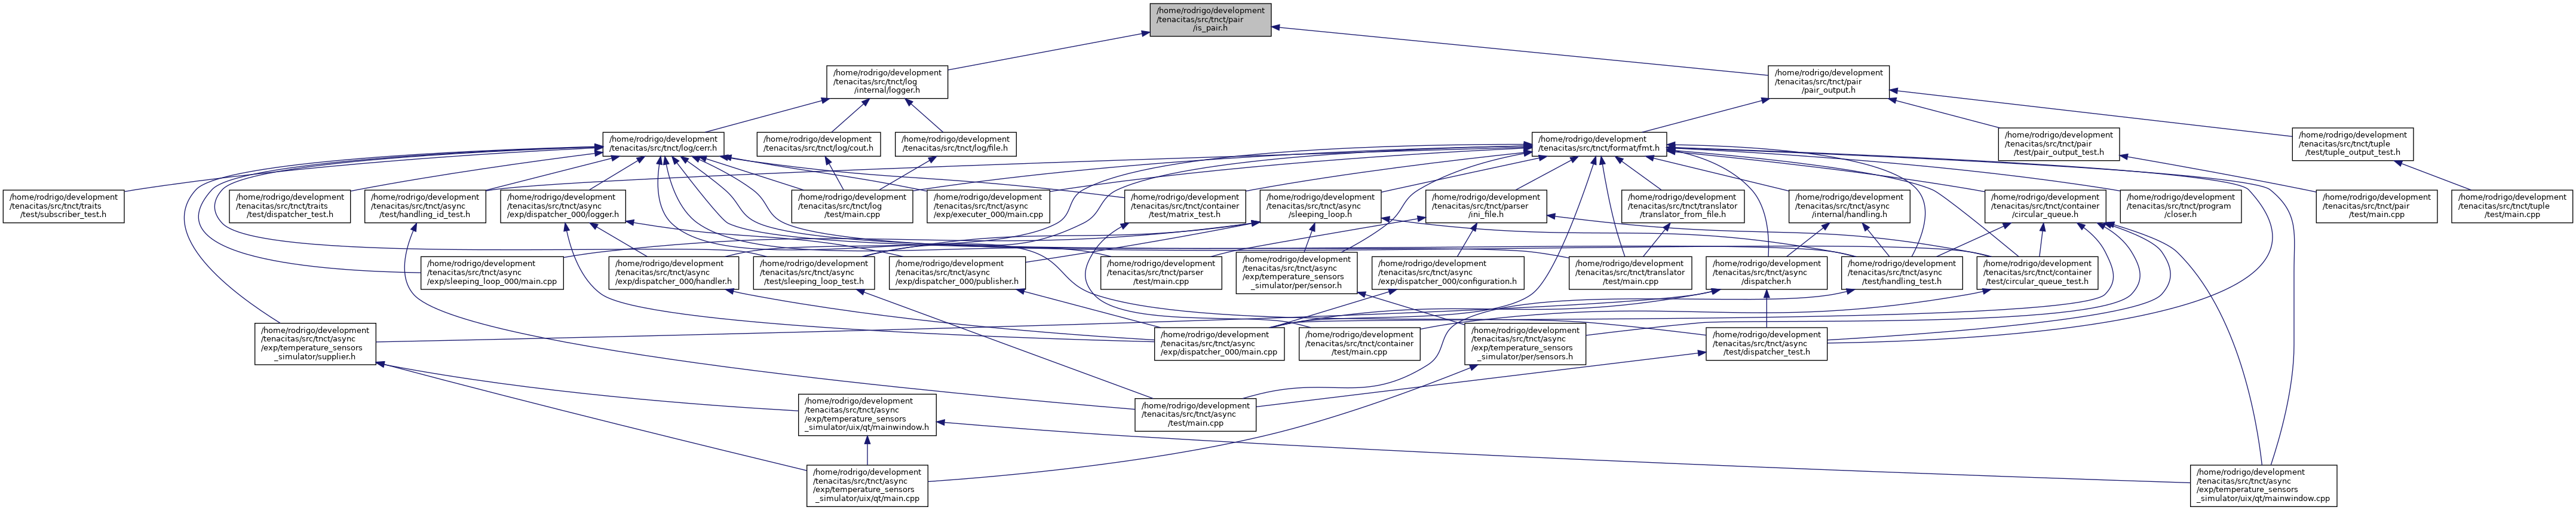 /home/rodrigo/development
/tenacitas/src/tnct/pair
/is_pair.h
/home/rodrigo/development
/tenacitas/src/tnct/log
/internal/logger.h
/home/rodrigo/development
/tenacitas/src/tnct/pair
/pair_output.h
/home/rodrigo/development
/tenacitas/src/tnct/log/cerr.h
/home/rodrigo/development
/tenacitas/src/tnct/log/cout.h
/home/rodrigo/development
/tenacitas/src/tnct/log/file.h
/home/rodrigo/development
/tenacitas/src/tnct/format/fmt.h
/home/rodrigo/development
/tenacitas/src/tnct/pair
/test/pair_output_test.h
/home/rodrigo/development
/tenacitas/src/tnct/tuple
/test/tuple_output_test.h
/home/rodrigo/development
/tenacitas/src/tnct/traits
/test/subscriber_test.h
/home/rodrigo/development
/tenacitas/src/tnct/traits
/test/dispatcher_test.h
/home/rodrigo/development
/tenacitas/src/tnct/async
/test/handling_id_test.h
/home/rodrigo/development
/tenacitas/src/tnct/async
/exp/dispatcher_000/logger.h
/home/rodrigo/development
/tenacitas/src/tnct/log
/test/main.cpp
/home/rodrigo/development
/tenacitas/src/tnct/async
/exp/executer_000/main.cpp
/home/rodrigo/development
/tenacitas/src/tnct/container
/test/matrix_test.h
/home/rodrigo/development
/tenacitas/src/tnct/async
/sleeping_loop.h
/home/rodrigo/development
/tenacitas/src/tnct/parser
/ini_file.h
/home/rodrigo/development
/tenacitas/src/tnct/translator
/translator_from_file.h
/home/rodrigo/development
/tenacitas/src/tnct/async
/internal/handling.h
/home/rodrigo/development
/tenacitas/src/tnct/container
/circular_queue.h
/home/rodrigo/development
/tenacitas/src/tnct/program
/closer.h
/home/rodrigo/development
/tenacitas/src/tnct/pair
/test/main.cpp
/home/rodrigo/development
/tenacitas/src/tnct/tuple
/test/main.cpp
/home/rodrigo/development
/tenacitas/src/tnct/async
/exp/sleeping_loop_000/main.cpp
/home/rodrigo/development
/tenacitas/src/tnct/async
/exp/dispatcher_000/handler.h
/home/rodrigo/development
/tenacitas/src/tnct/async
/test/sleeping_loop_test.h
/home/rodrigo/development
/tenacitas/src/tnct/async
/exp/dispatcher_000/publisher.h
/home/rodrigo/development
/tenacitas/src/tnct/parser
/test/main.cpp
/home/rodrigo/development
/tenacitas/src/tnct/async
/exp/temperature_sensors
_simulator/per/sensor.h
/home/rodrigo/development
/tenacitas/src/tnct/async
/exp/dispatcher_000/configuration.h
/home/rodrigo/development
/tenacitas/src/tnct/translator
/test/main.cpp
/home/rodrigo/development
/tenacitas/src/tnct/async
/dispatcher.h
/home/rodrigo/development
/tenacitas/src/tnct/async
/test/handling_test.h
/home/rodrigo/development
/tenacitas/src/tnct/container
/test/circular_queue_test.h
/home/rodrigo/development
/tenacitas/src/tnct/async
/exp/temperature_sensors
_simulator/supplier.h
/home/rodrigo/development
/tenacitas/src/tnct/async
/exp/dispatcher_000/main.cpp
/home/rodrigo/development
/tenacitas/src/tnct/container
/test/main.cpp
/home/rodrigo/development
/tenacitas/src/tnct/async
/exp/temperature_sensors
_simulator/per/sensors.h
/home/rodrigo/development
/tenacitas/src/tnct/async
/test/dispatcher_test.h
/home/rodrigo/development
/tenacitas/src/tnct/async
/exp/temperature_sensors
_simulator/uix/qt/mainwindow.h
/home/rodrigo/development
/tenacitas/src/tnct/async
/test/main.cpp
/home/rodrigo/development
/tenacitas/src/tnct/async
/exp/temperature_sensors
_simulator/uix/qt/main.cpp
/home/rodrigo/development
/tenacitas/src/tnct/async
/exp/temperature_sensors
_simulator/uix/qt/mainwindow.cpp